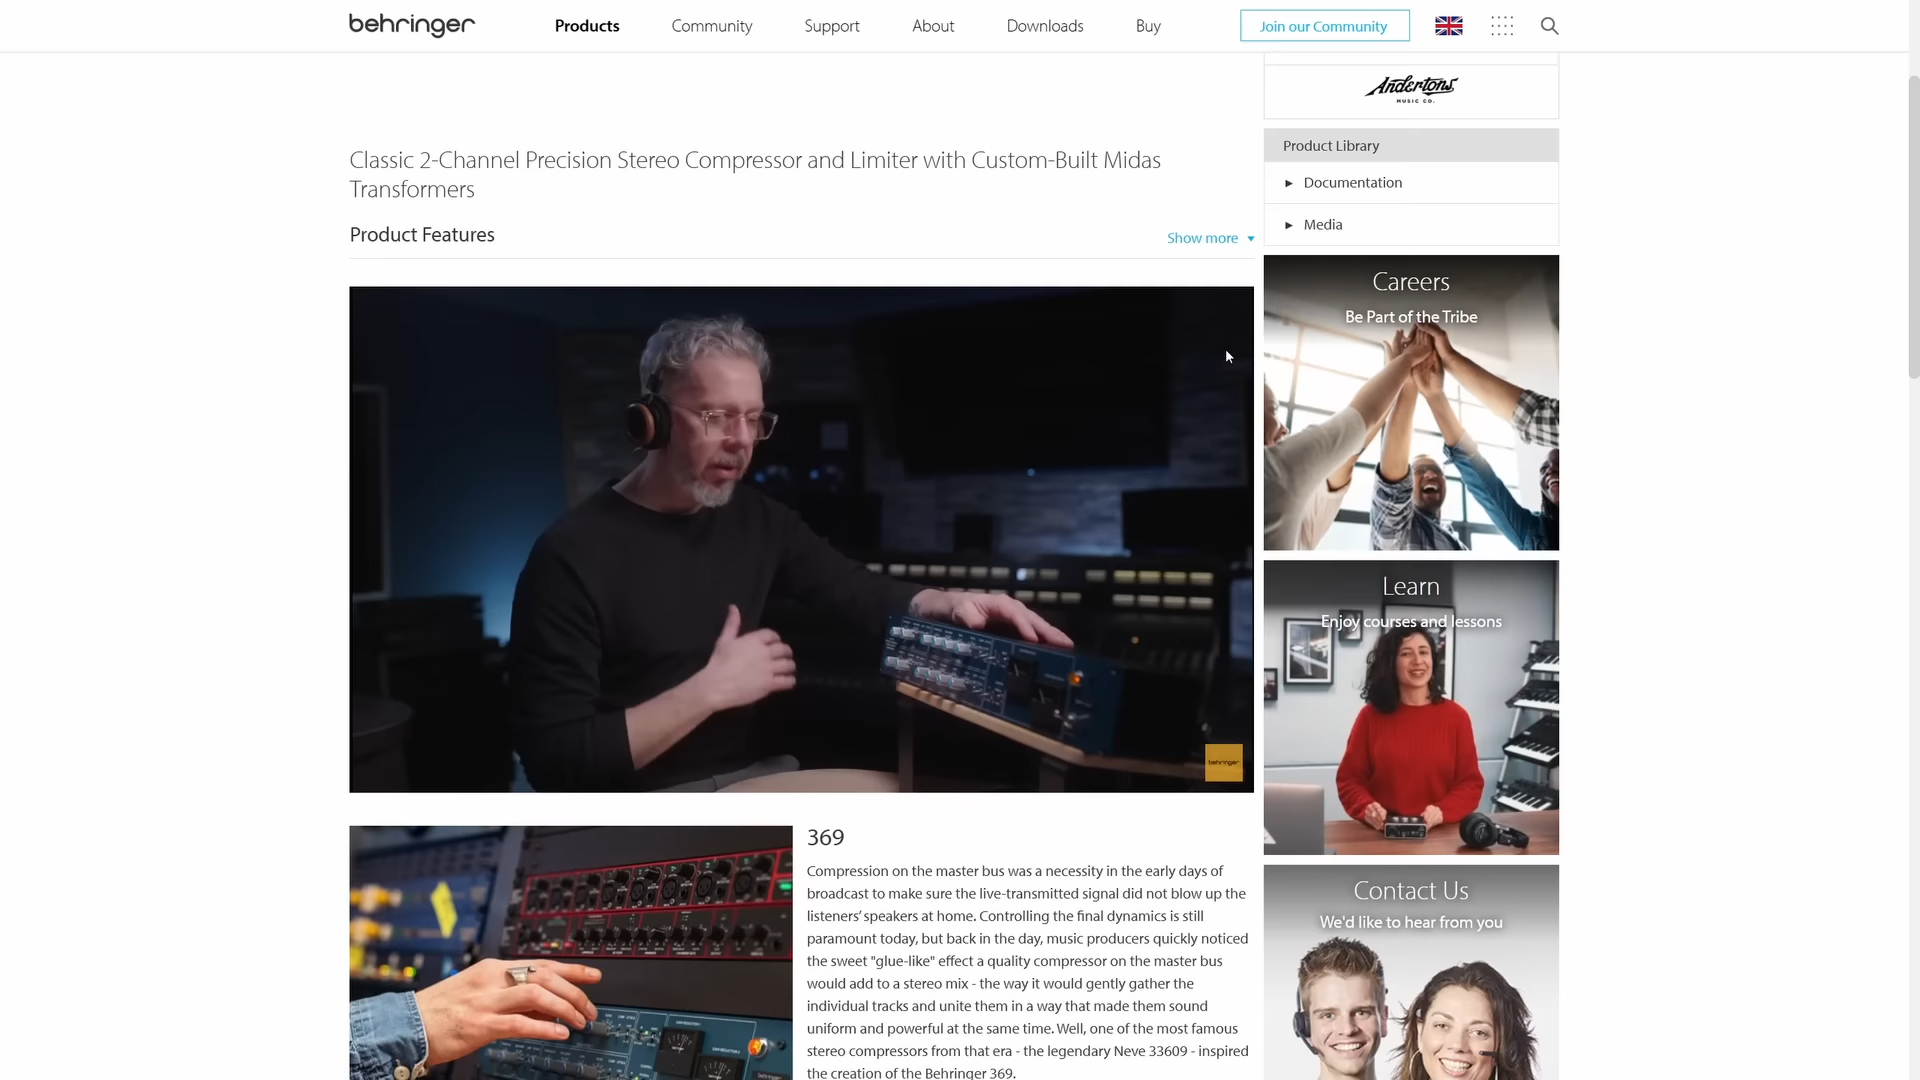 behringer
Products
Community
Support
About
Downloads
Buy
Join our Community
Andertons
MUSIC CO.
Classic 2-Channel Precision Stereo Compressor and Limiter with Custom-Built Midas
Transformers
Product Features
Show more
behringer
369
Compression on the master bus was a necessity in the early days of
broadcast to make sure the live-transmitted signal did not blow up the
listeners' speakers at home. Controlling the final dynamics is still
paramount today, but back in the day, music producers quickly noticed
the sweet "glue-like" effect a quality compressor on the master bus
would add to a stereo mix - the way it would gently gather the
individual tracks and unite them in a way that made them sound
uniform and powerful at the same time. Well, one of the most famous
stereo compressors from that era - the legendary Neve 33609 - inspired
the creation of the Behringer 369.
Product Library
Documentation
Media
Careers
Be Part of the Tribe
Learn
Enjoy courses and lessons
Contact Us
We'd like to hear from you